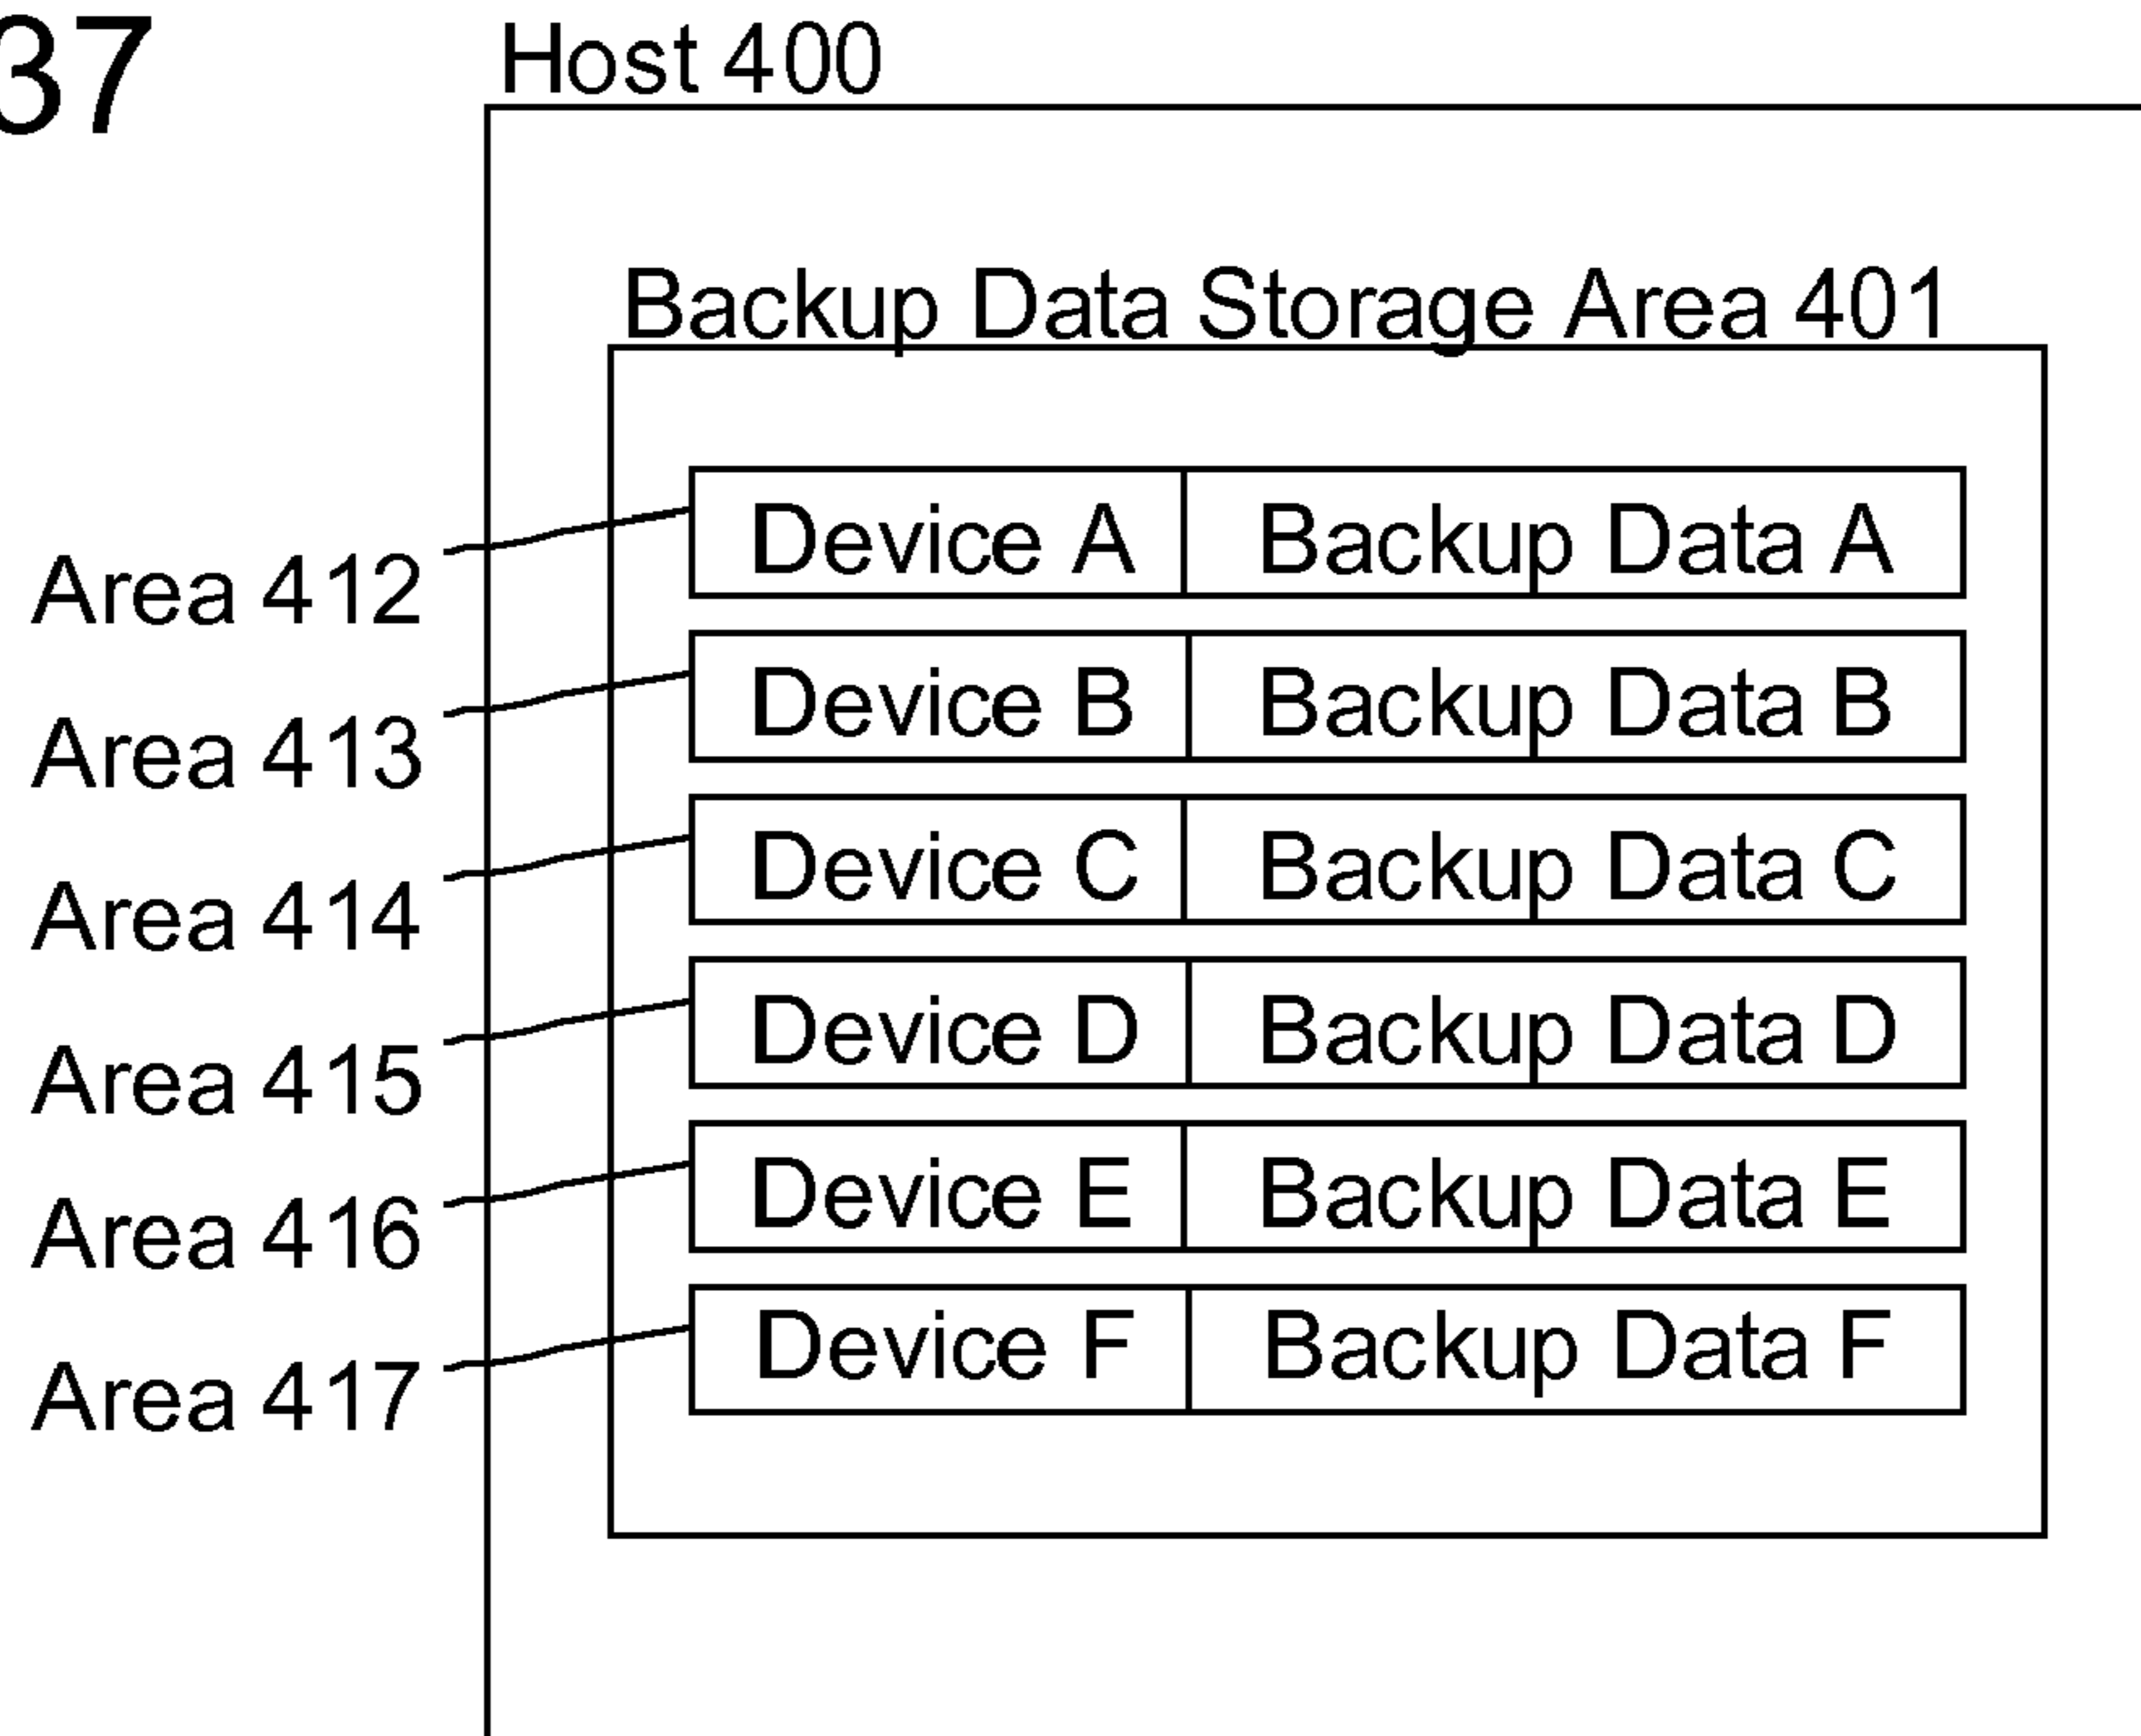 37
Host 400
Backup Data Storage Area 401
Area 412 Device A Backup Data A
Area 413 Device B Backup Data B
Area 414 Device C Backup Data C
Area 415 Device D Backup Data D
Area 416 Device E Backup Data E
Area 417 Device F Backup Data F